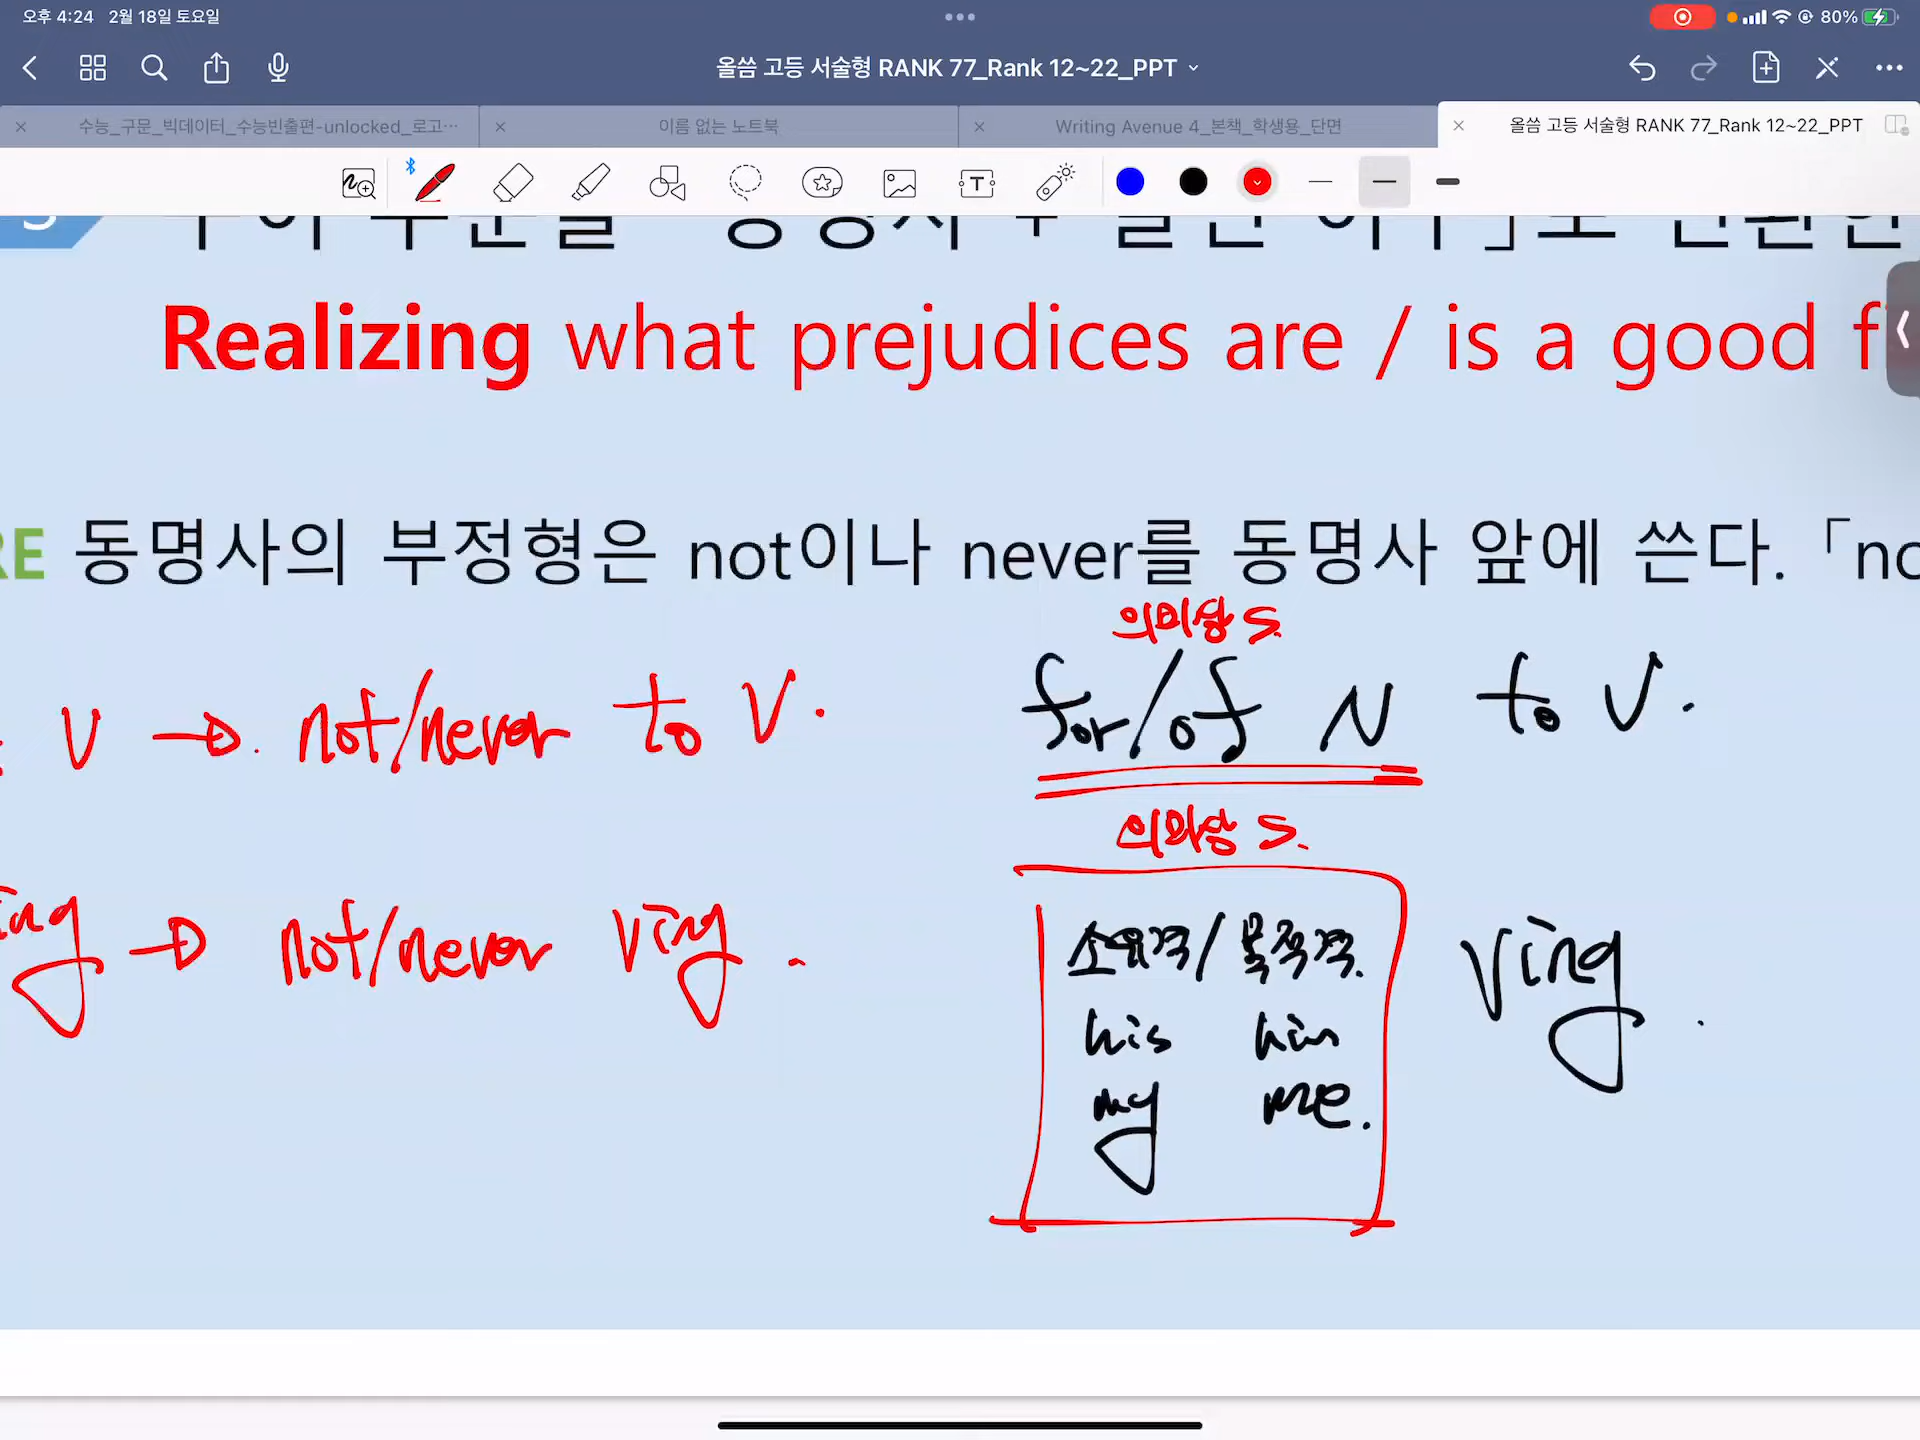 오후 4:24 2월 18일 토요일
80%
올씀 고등 서술형 RANK 77_Rank 12~22_PPT
수능_구문_빅데이터_수능빈출편-unlocked_로고…
이름 없는 노트북
Writing Avenue 4_본책_학생용_단면
올씀 고등 서술형 RANK 77_Rank 12~22_PPT
Realizing what prejudices are / is a good f
RE 동명사의 부정형은 not이나 never를 동명사 앞에 쓴다. 「no
의미상 S.
V → not/never to V.
for/of N to V.
의미상 S.
ing → not/never Ving.
소유격/목적격. Ving
his him
my me.